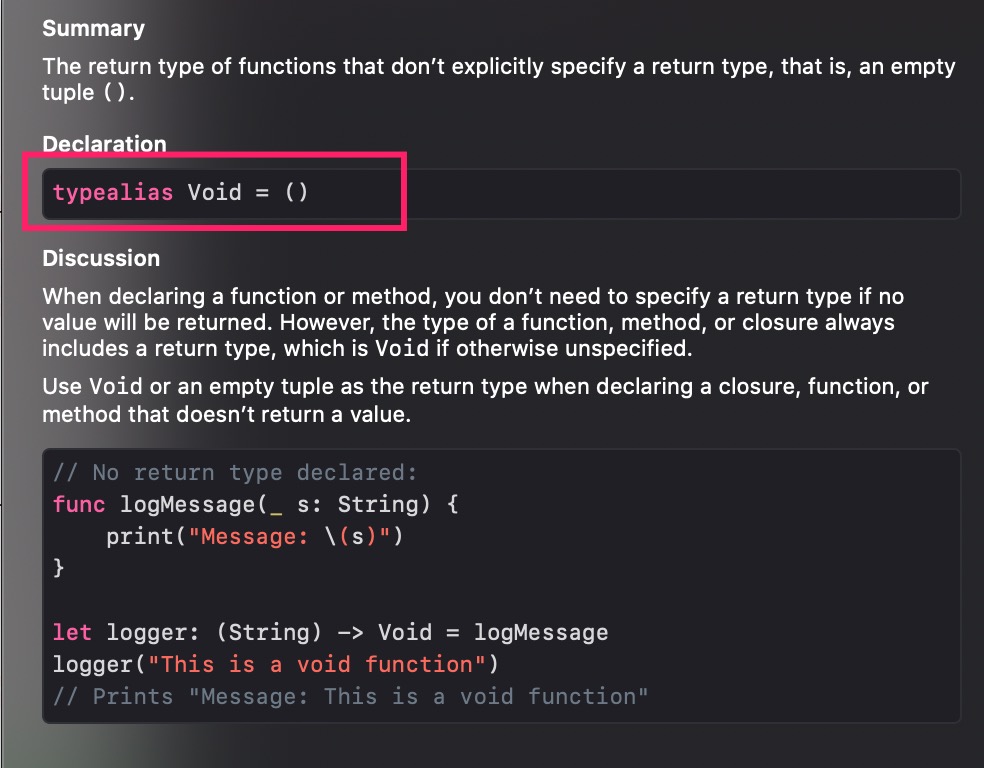 Summary
The return type of functions that don’t explicitly specify a return type, that is, an empty
tuple ().
Declaration
typealias Void = ()
Discussion
When declaring a function or method, you don’t need to specify a return type if no
value will be returned. However, the type of a function, method, or closure always
includes a return type, which is Void if otherwise unspecified.
Use Void or an empty tuple as the return type when declaring a closure, function, or
method that doesn’t return a value.
// No return type declared:
func logMessage(_ s: String) {
    print("Message: \(s)")
}
let logger: (String) -> Void = logMessage
logger("This is a void function")
// Prints "Message: This is a void function"